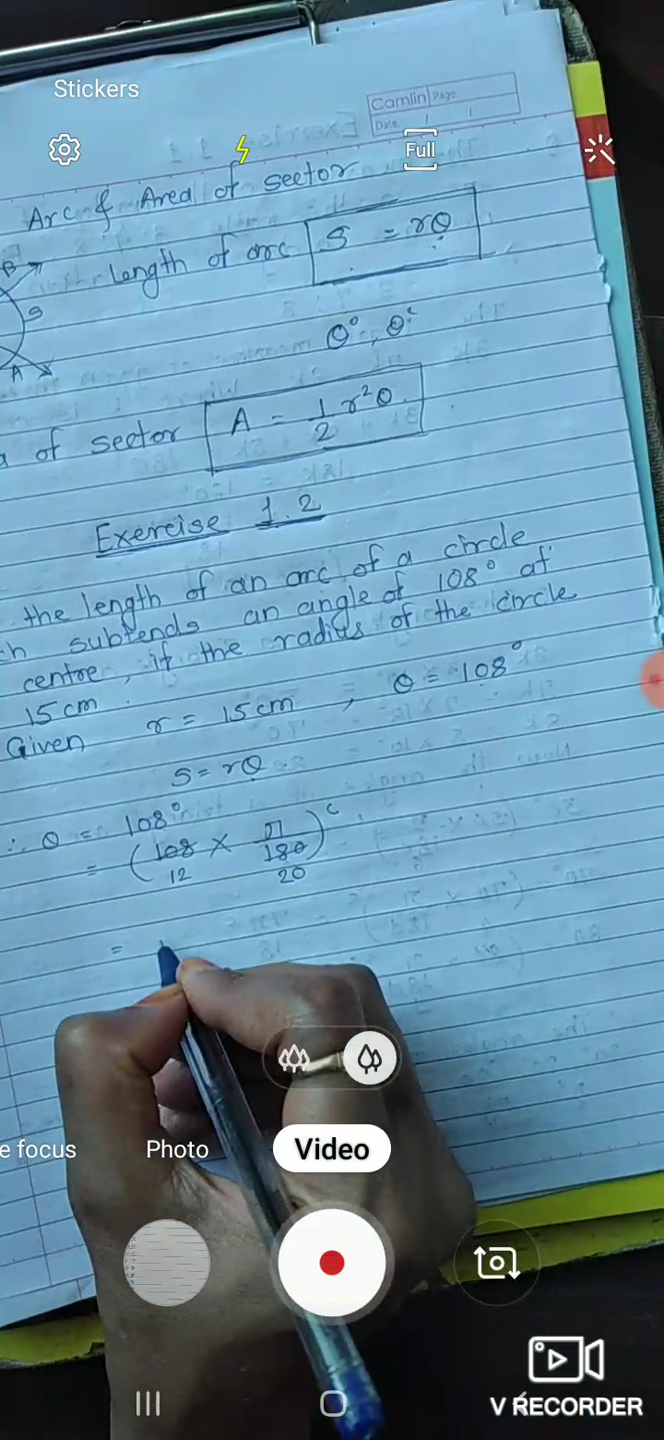 Stickers
Camlin Page
Date / /
Full
Arc & Area of sector
B
length of arc S = rθ
S
θ° , θᶜ
A
of sector A = 1/2 r²θ
Exercise 1.2
the length of an arc of a circle
subtends an angle of 108° at
centre, if the radius of the circle
15 cm .
Given r = 15 cm , θ = 108°
S = rθ
∴ θ = 108°
= (108 × π/180)ᶜ
12 20
=
e focus Photo Video
V RECORDER